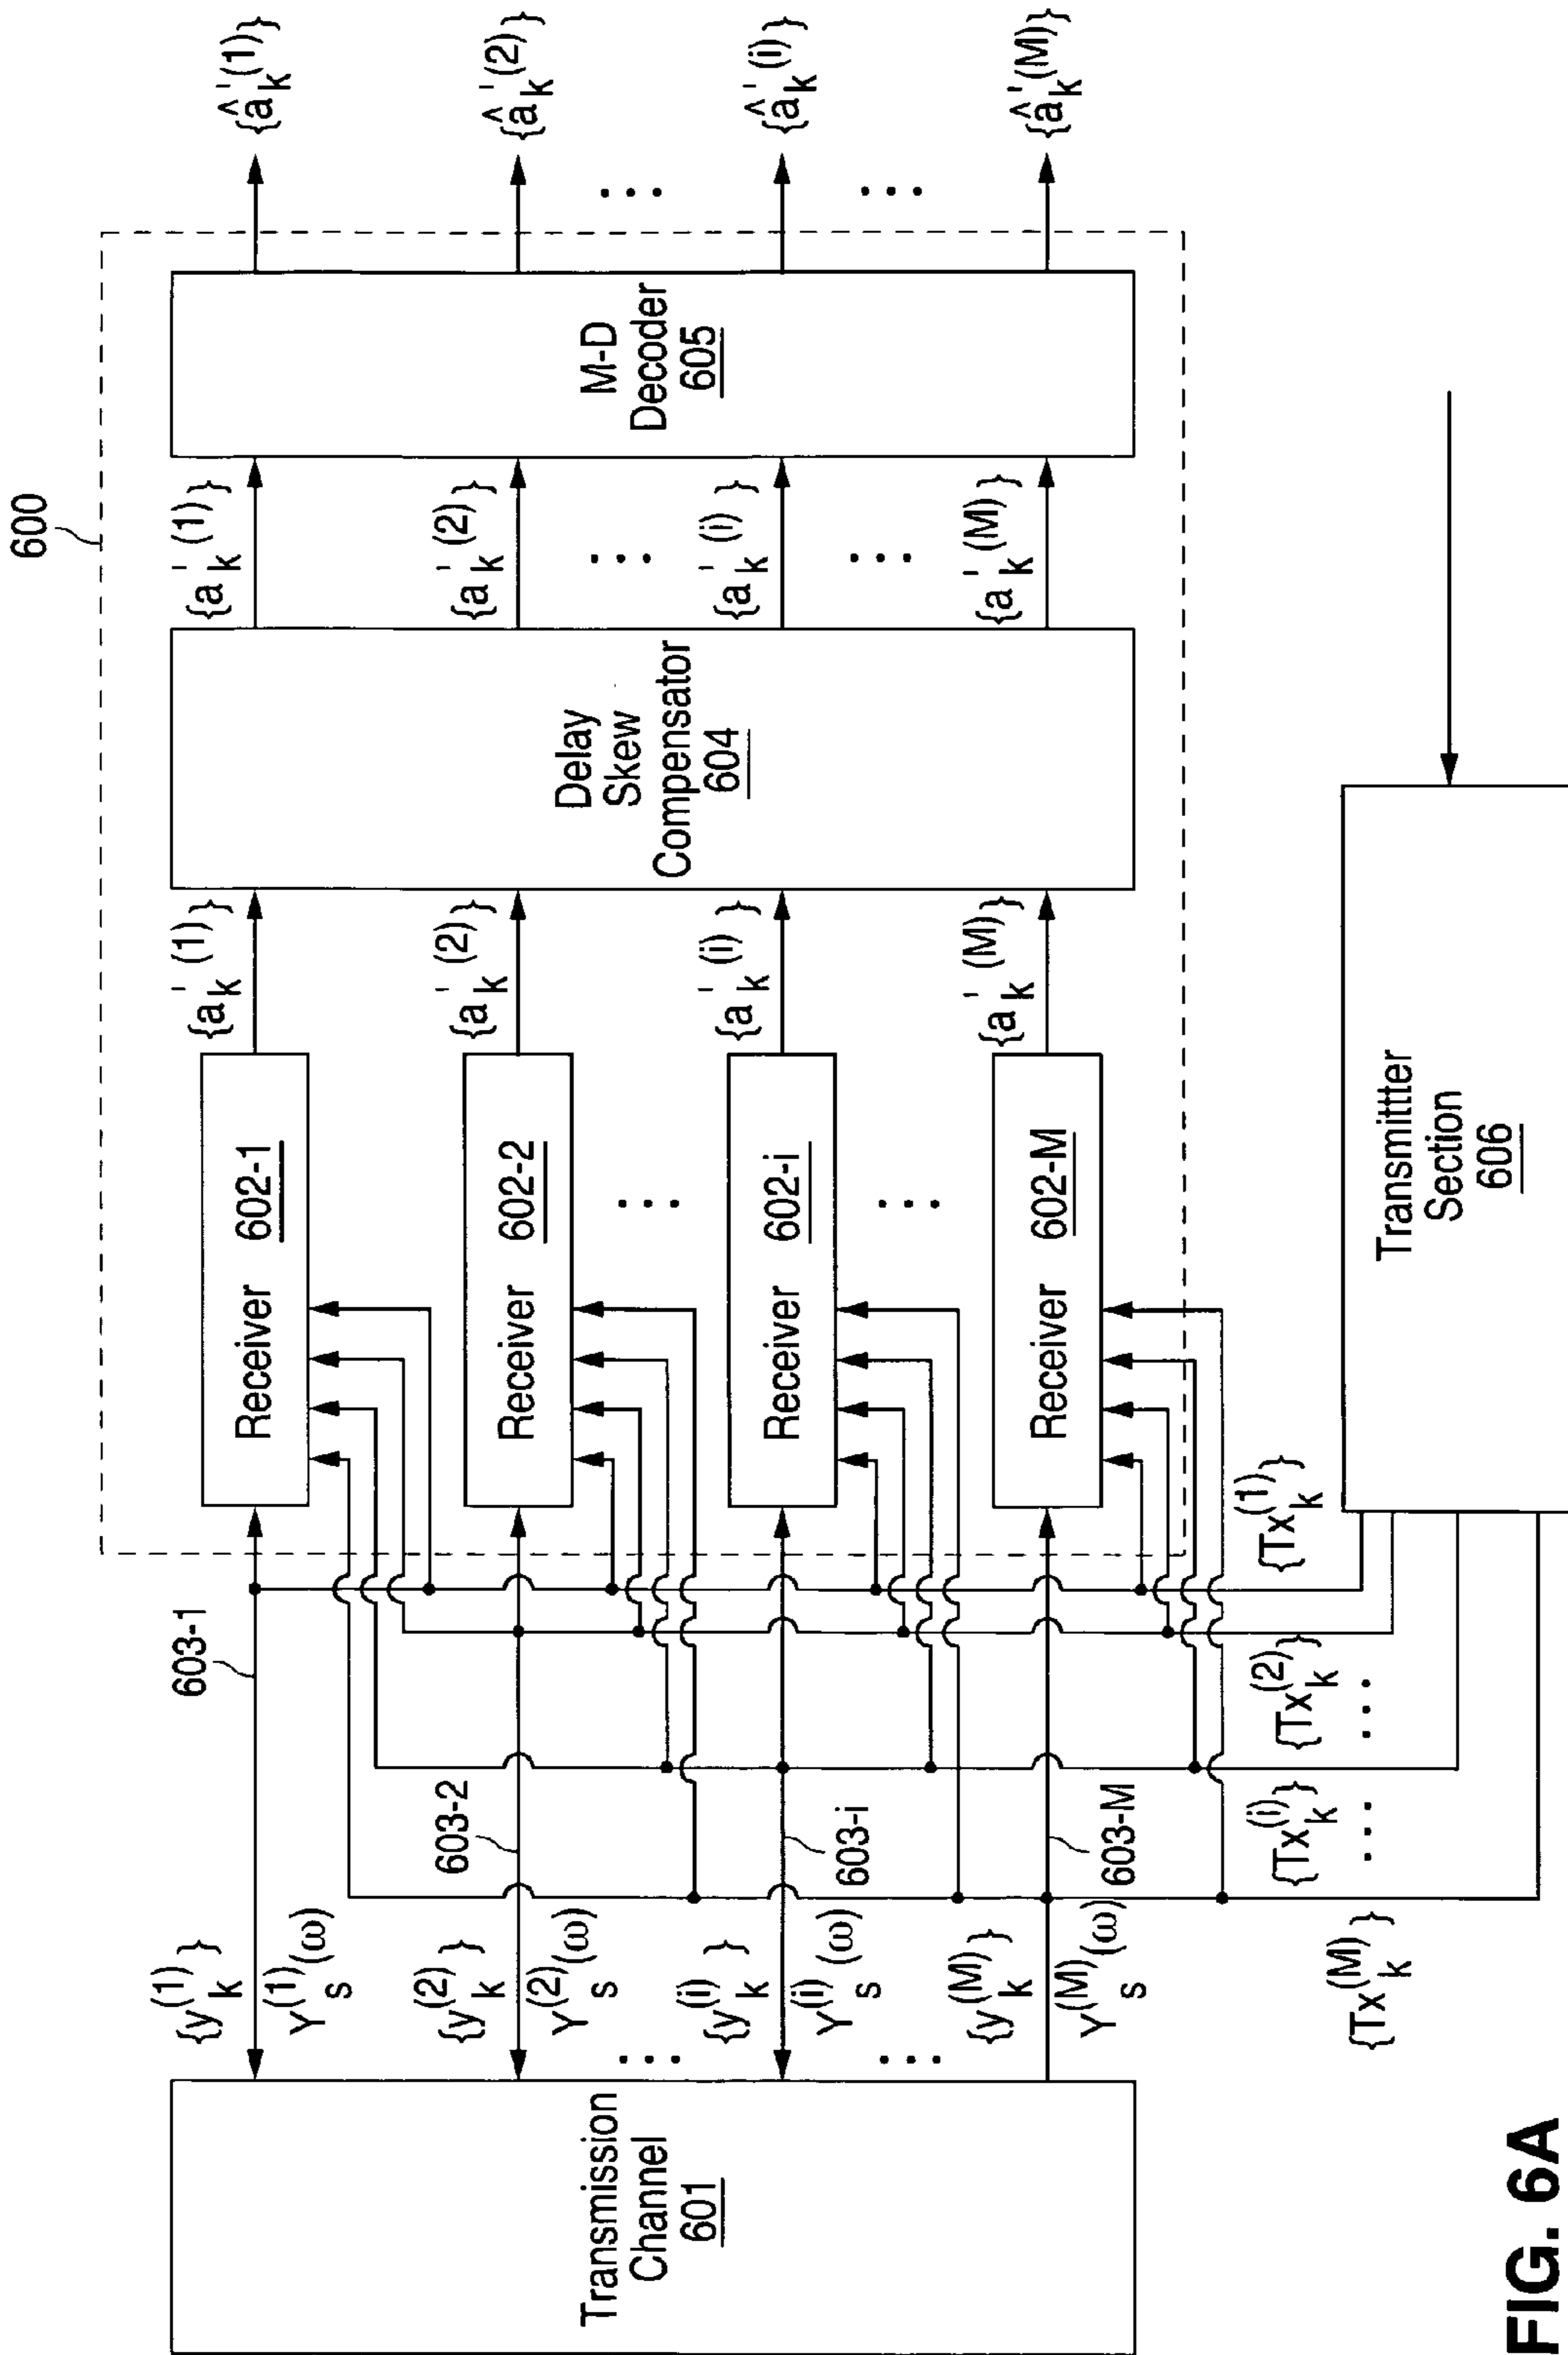 600
Transmission
Channel
601
{y_k^(1)}
Y_s^(1)(ω)
603-1
{y_k^(2)}
Y_s^(2)(ω)
603-2
...
{y_k^(i)}
Y_s^(i)(ω)
603-i
...
{y_k^(M)}
Y_s^(M)(ω)
603-M
Receiver 602-1
Receiver 602-2
...
Receiver 602-i
...
Receiver 602-M
{a'_k^(1)}
{a'_k^(2)}
{a'_k^(i)}
{a'_k^(M)}
Delay
Skew
Compensator
604
{a'_k^(1)}
{a'_k^(2)}
...
{a'_k^(i)}
...
{a'_k^(M)}
M-D
Decoder
605
{â'_k^(1)}
{â'_k^(2)}
...
{â'_k^(i)}
...
{â'_k^(M)}
{Tx_k^(1)}
{Tx_k^(2)}
...
{Tx_k^(i)}
...
{Tx_k^(M)}
Transmittter
Section
606
FIG. 6A